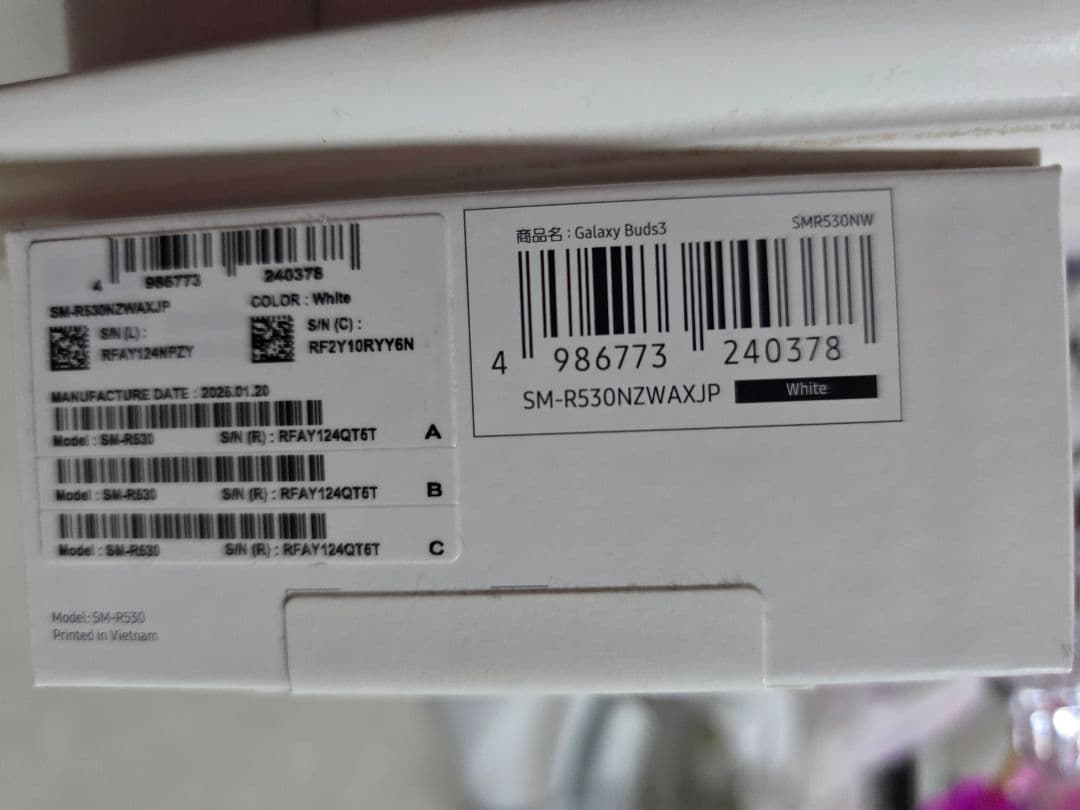 4 986773 240378
SM-R530NZWAXJP
COLOR : White
S/N (L) :
RFAY124NPZY
S/N (C) :
RF2Y10RYY6N
MANUFACTURE DATE : 2026.01.20
Model : SM-R530 S/N (R) : RFAY124QT5T A
Model : SM-R530 S/N (R) : RFAY124QT5T B
Model : SM-R530 S/N (R) : RFAY124QT5T C
商品名 : Galaxy Buds3
SMR530NW
4 986773 240378
SM-R530NZWAXJP White
Model: SM-R530
Printed in Vietnam